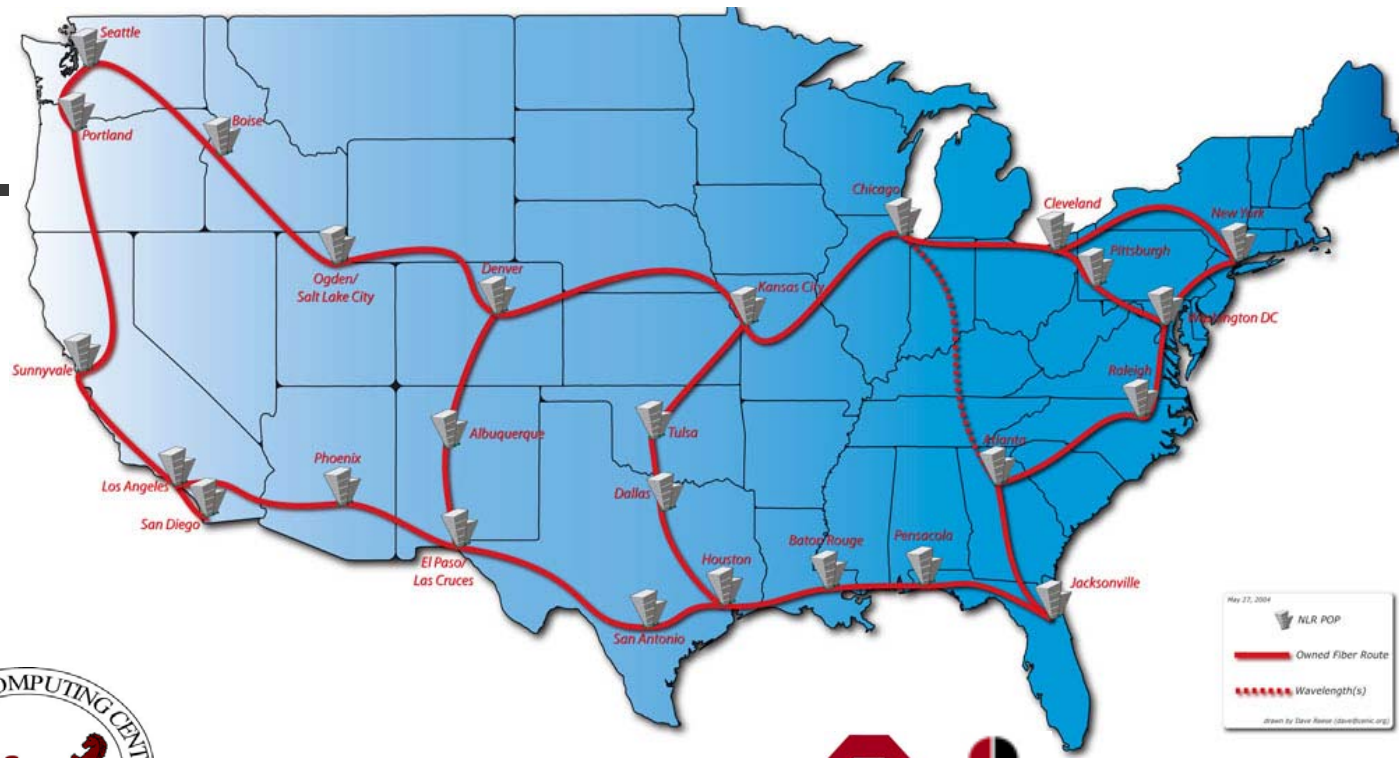 Seattle
Portland
Boise
Chicago
Cleveland
New York
Pittsburgh
Ogden/
Salt Lake City
Denver
Kansas City
Washington DC
Sunnyvale
Raleigh
Albuquerque
Tulsa
Atlanta
Phoenix
Los Angeles
Dallas
San Diego
El Paso/
Las Cruces
Houston
Baton Rouge
Pensacola
Jacksonville
San Antonio
May 27, 2004
NLR POP
Owned Fiber Route
Wavelength(s)
drawn by Dave Reese (dave@cenic.org)